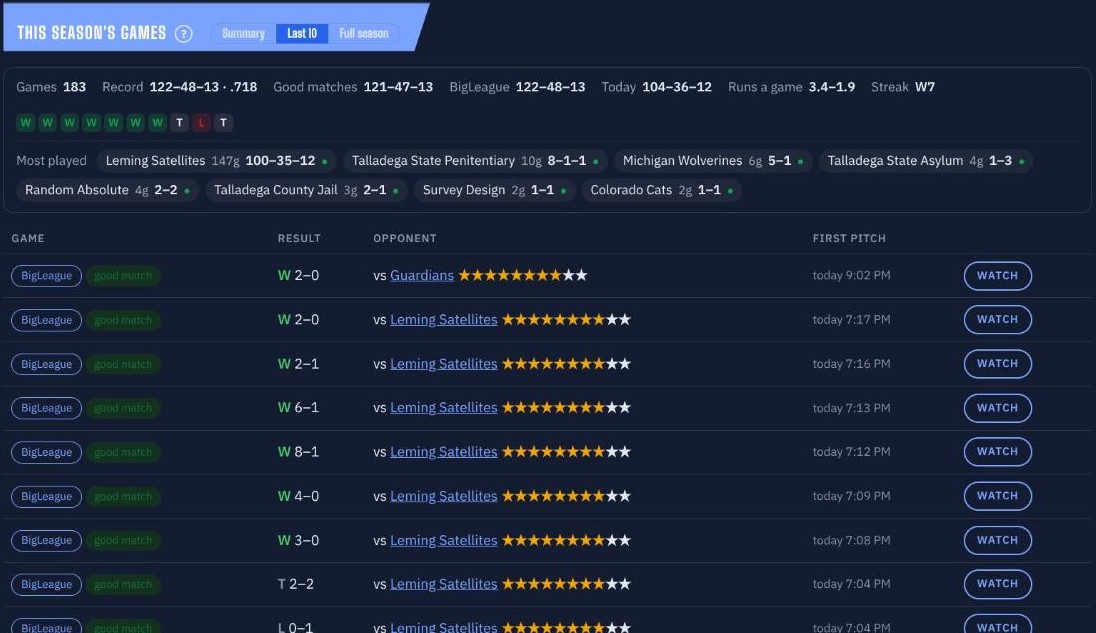 THIS SEASON'S GAMES ? Summary Last 10 Full season
Games 183 Record 122–48–13 · .718 Good matches 121–47–13 BigLeague 122–48–13 Today 104–36–12 Runs a game 3.4–1.9 Streak W7
W W W W W W W T L T
Most played Leming Satellites 147g 100–35–12 Talladega State Penitentiary 10g 8–1–1 Michigan Wolverines 6g 5–1 Talladega State Asylum 4g 1–3
Random Absolute 4g 2–2 Talladega County Jail 3g 2–1 Survey Design 2g 1–1 Colorado Cats 2g 1–1
GAME RESULT OPPONENT FIRST PITCH
BigLeague good match W 2–0 vs Guardians ★★★★★★★★★★ today 9:02 PM WATCH
BigLeague good match W 2–0 vs Leming Satellites ★★★★★★★★★★ today 7:17 PM WATCH
BigLeague good match W 2–1 vs Leming Satellites ★★★★★★★★★★ today 7:16 PM WATCH
BigLeague good match W 6–1 vs Leming Satellites ★★★★★★★★★★ today 7:13 PM WATCH
BigLeague good match W 8–1 vs Leming Satellites ★★★★★★★★★★ today 7:12 PM WATCH
BigLeague good match W 4–0 vs Leming Satellites ★★★★★★★★★★ today 7:09 PM WATCH
BigLeague good match W 3–0 vs Leming Satellites ★★★★★★★★★★ today 7:08 PM WATCH
BigLeague good match T 2–2 vs Leming Satellites ★★★★★★★★★★ today 7:04 PM WATCH
BigLeague good match L 0–1 vs Leming Satellites ★★★★★★★★★★ today 7:04 PM WATCH